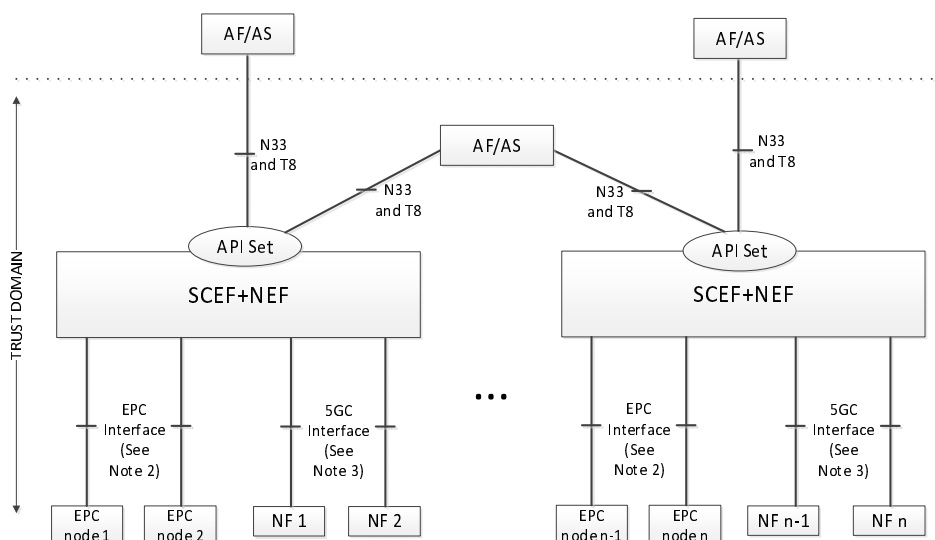 AF/AS
AF/AS
N33
and T8
AF/AS
N33
and T8
N33
and T8
N33
and T8
API Set
API Set
SCEF+NEF
SCEF+NEF
TRUST DOMAIN
...
EPC
Interface
(See
Note 2)
5GC
Interface
(See
Note 3)
EPC
Interface
(See
Note 2)
5GC
Interface
(See
Note 3)
EPC
node 1
EPC
node 2
NF 1
NF 2
EPC
node n-1
EPC
node n
NF n-1
NF n